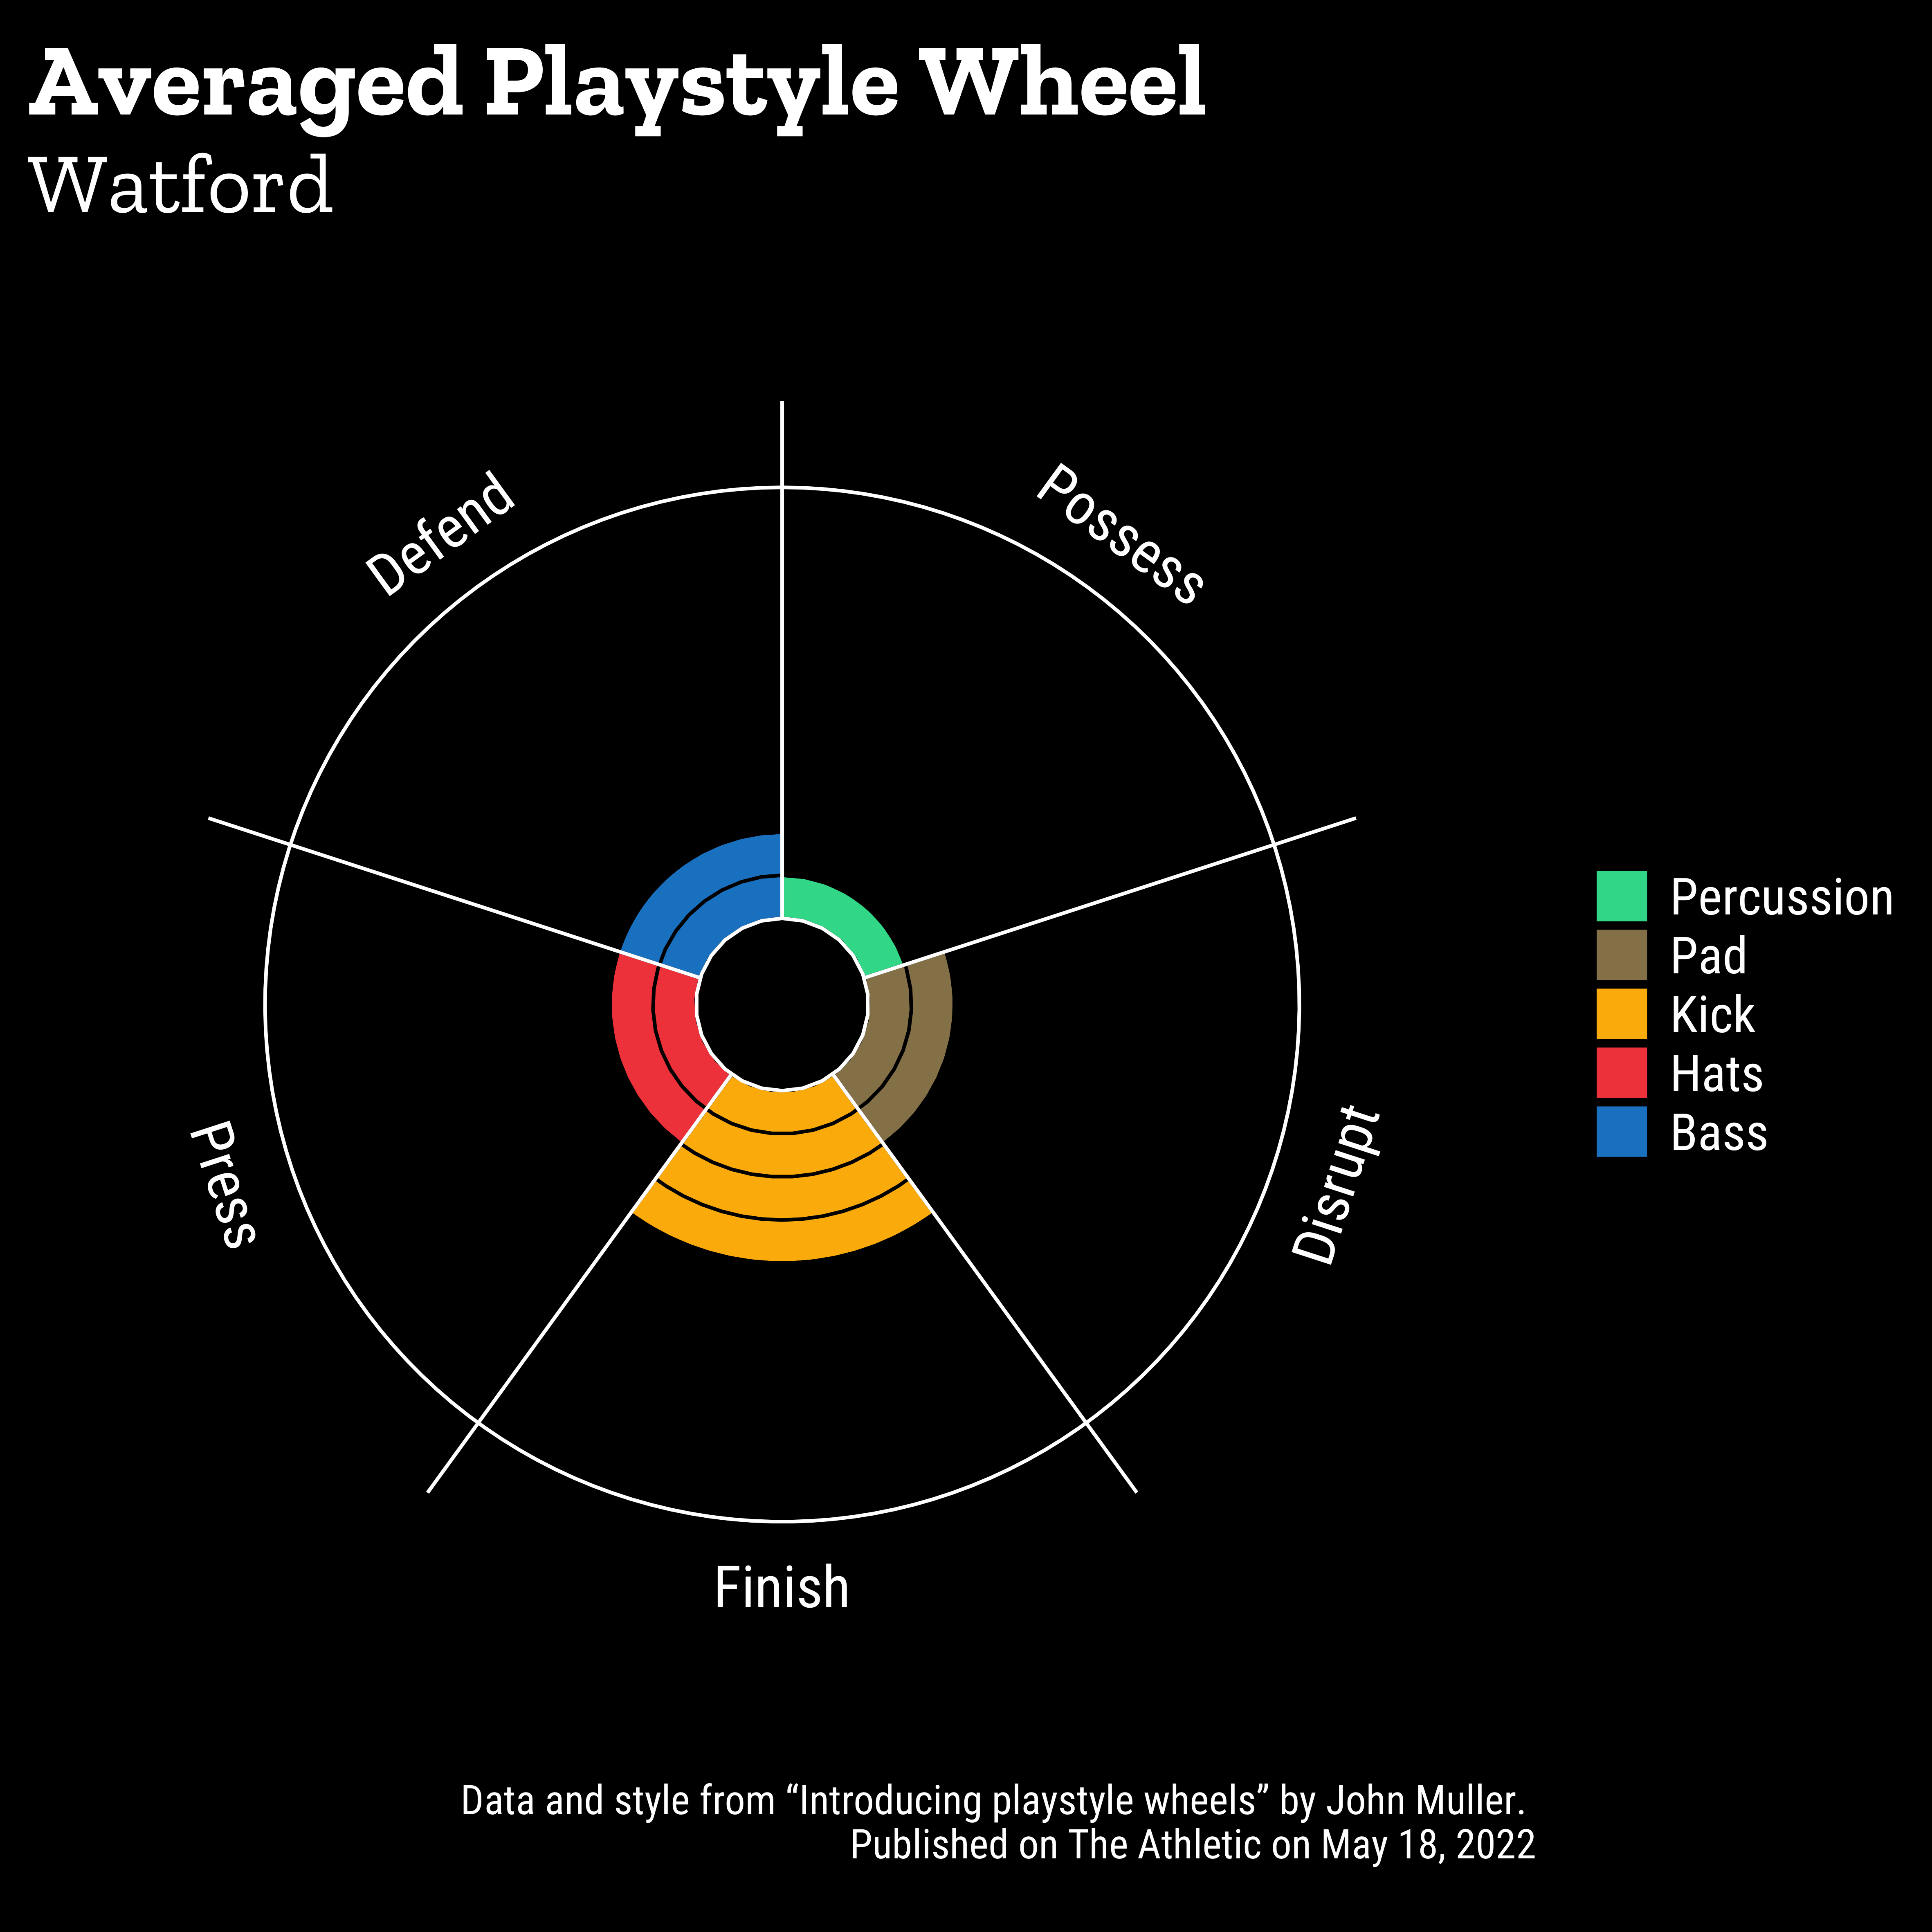 Averaged Playstyle Wheel
Watford
Defend
Possess
Press
Disrupt
Finish
Percussion
Pad
Kick
Hats
Bass
Data and style from “Introducing playstyle wheels” by John Muller.
Published on The Athletic on May 18, 2022